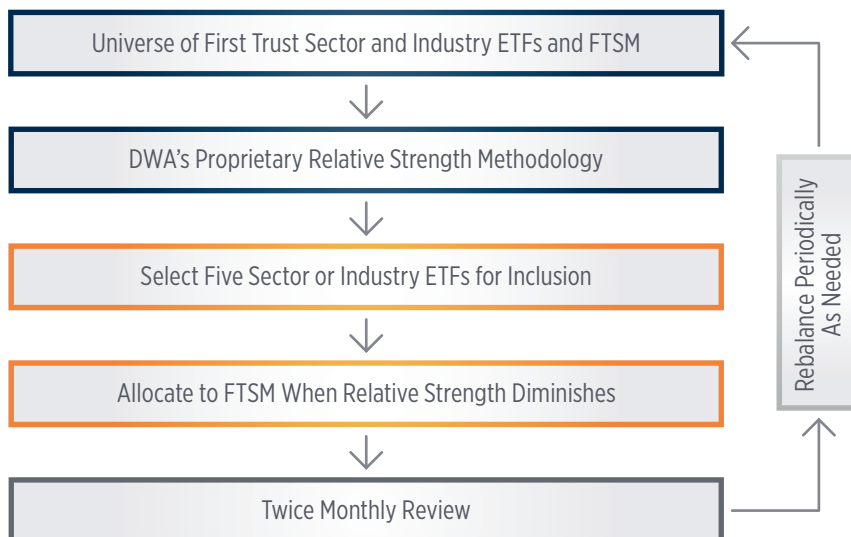 Universe of First Trust Sector and Industry ETFs and FTSM
DWA's Proprietary Relative Strength Methodology
Select Five Sector or Industry ETFs for Inclusion
Allocate to FTSM When Relative Strength Diminishes
Twice Monthly Review
Rebalance Periodically
As Needed